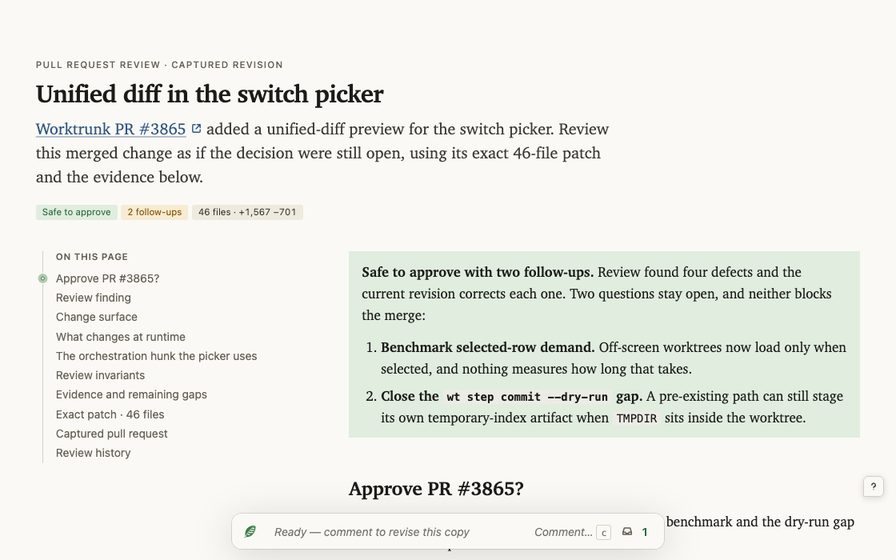 PULL REQUEST REVIEW · CAPTURED REVISION
Unified diff in the switch picker
Worktrunk PR #3865 added a unified-diff preview for the switch picker. Review
this merged change as if the decision were still open, using its exact 46-file patch
and the evidence below.
Safe to approve 2 follow-ups 46 files · +1,567 −701
ON THIS PAGE
Approve PR #3865?
Review finding
Change surface
What changes at runtime
The orchestration hunk the picker uses
Review invariants
Evidence and remaining gaps
Exact patch · 46 files
Captured pull request
Review history
Safe to approve with two follow-ups. Review found four defects and the
current revision corrects each one. Two questions stay open, and neither blocks
the merge:
1. Benchmark selected-row demand. Off-screen worktrees now load only when
selected, and nothing measures how long that takes.
2. Close the wt step commit --dry-run gap. A pre-existing path can still stage
its own temporary-index artifact when TMPDIR sits inside the worktree.
Approve PR #3865?
benchmark and the dry-run gap
Ready — comment to revise this copy Comment... c 1
?